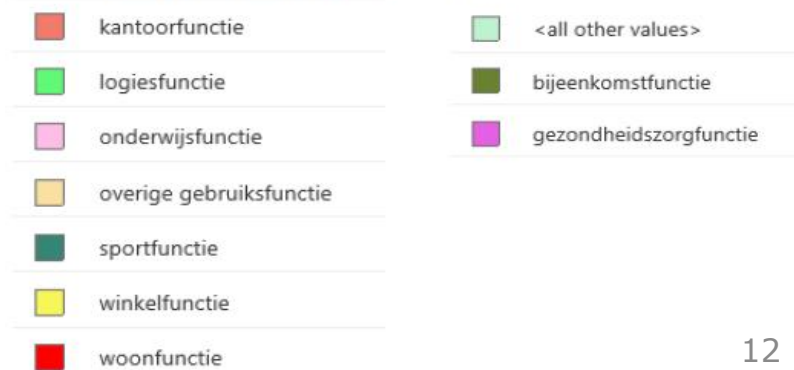 kantoorfunctie
logiesfunctie
onderwijsfunctie
overige gebruiksfunctie
sportfunctie
winkelfunctie
woonfunctie
<all other values>
bijeenkomstfunctie
gezondheidszorgfunctie
12